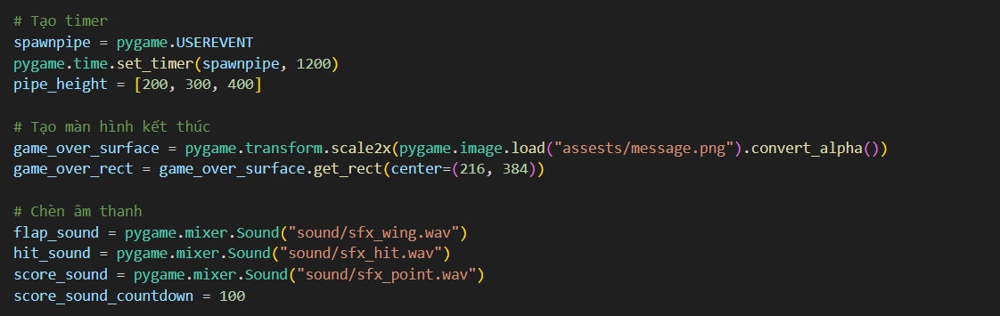 # Tạo timer
spawnpipe = pygame.USEREVENT
pygame.time.set_timer(spawnpipe, 1200)
pipe_height = [200, 300, 400]
# Tạo màn hình kết thúc
game_over_surface = pygame.transform.scale2x(pygame.image.load("assests/message.png").convert_alpha())
game_over_rect = game_over_surface.get_rect(center=(216, 384))
# Chèn âm thanh
flap_sound = pygame.mixer.Sound("sound/sfx_wing.wav")
hit_sound = pygame.mixer.Sound("sound/sfx_hit.wav")
score_sound = pygame.mixer.Sound("sound/sfx_point.wav")
score_sound_countdown = 100